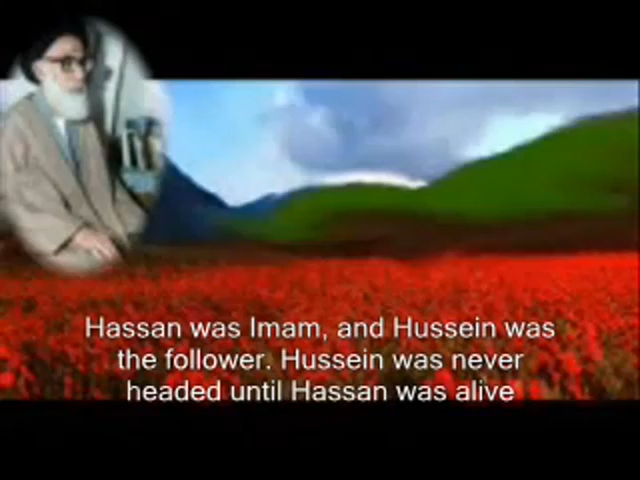 Hassan was Imam, and Hussein was
the follower. Hussein was never
headed until Hassan was alive